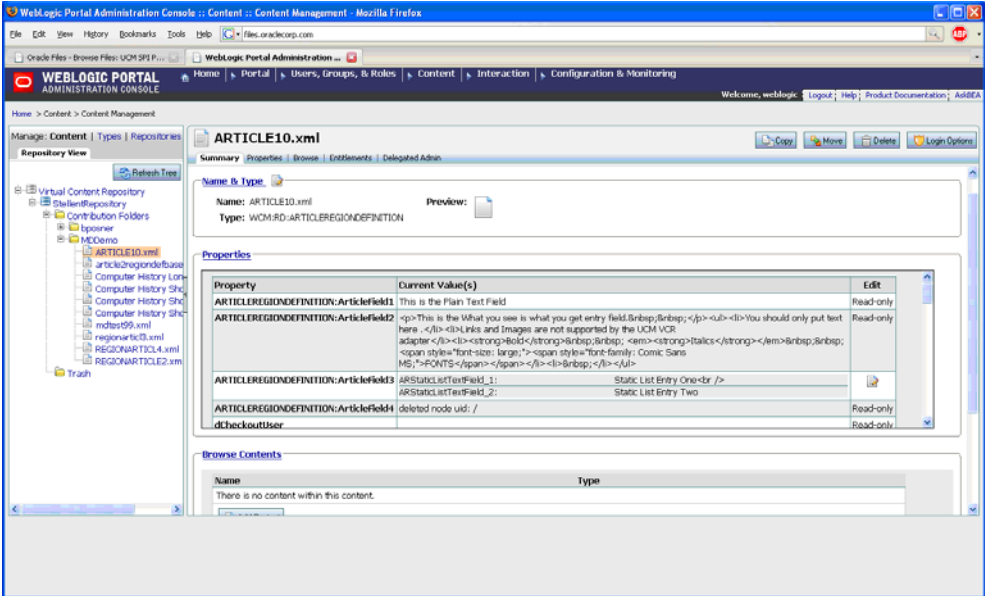 WebLogic Portal Administration Console :: Content :: Content Management - Mozilla Firefox
File Edit View History Bookmarks Tools Help files.oraclecorp.com ABP
Oracle Files - Browse Files: UCM SPI P... WebLogic Portal Administration ...
WEBLOGIC PORTAL Home Portal Users, Groups, & Roles Content Interaction Configuration & Monitoring
ADMINISTRATION CONSOLE
Welcome, weblogic Logout Help Product Documentation AskBEA
Home > Content > Content Management
Manage: Content | Types | Repositories
Repository View
Refresh Tree
Virtual Content Repository
StellentRepository
Contribution Folders
bposner
MDDemo
ARTICLE10.xml
article2regiondefbase
Computer History Lon
Computer History Sho
Computer History Sho
Computer History Sho
mdtest99.xml
regionarticl3.xml
REGIONARTICL4.xml
REGIONARTICLE2.xm
Trash
ARTICLE10.xml
Copy Move Delete Login Options
Summary Properties | Browse | Entitlements | Delegated Admin
Name & Type
Name: ARTICLE10.xml Preview:
Type: WCM:RD:ARTICLEREGIONDEFINITION
Properties
Property Current Value(s) Edit
ARTICLEREGIONDEFINITION:ArticleField1 This is the Plain Text Field Read-only
ARTICLEREGIONDEFINITION:ArticleField2 <p>This is the What you see is what you get entry field.&nbsp;&nbsp;</p><ul><li>You should only put text Read-only
here .</li><li>Links and Images are not supported by the UCM VCR
adapter</li><li><strong>Bold</strong>&nbsp;&nbsp; <em><strong>Italics</strong></em>&nbsp;&nbsp;
<span style="font-size: large;"><span style="font-family: Comic Sans
MS;">FONTS</span></span></li><li>&nbsp;</li></ul>
ARTICLEREGIONDEFINITION:ArticleField3 ARStaticListTextField_1: Static List Entry One<br />
ARStaticListTextField_2: Static List Entry Two
ARTICLEREGIONDEFINITION:ArticleField4 deleted node uid: / Read-only
dCheckoutUser Read-only
Browse Contents
Name Type
There is no content within this content.